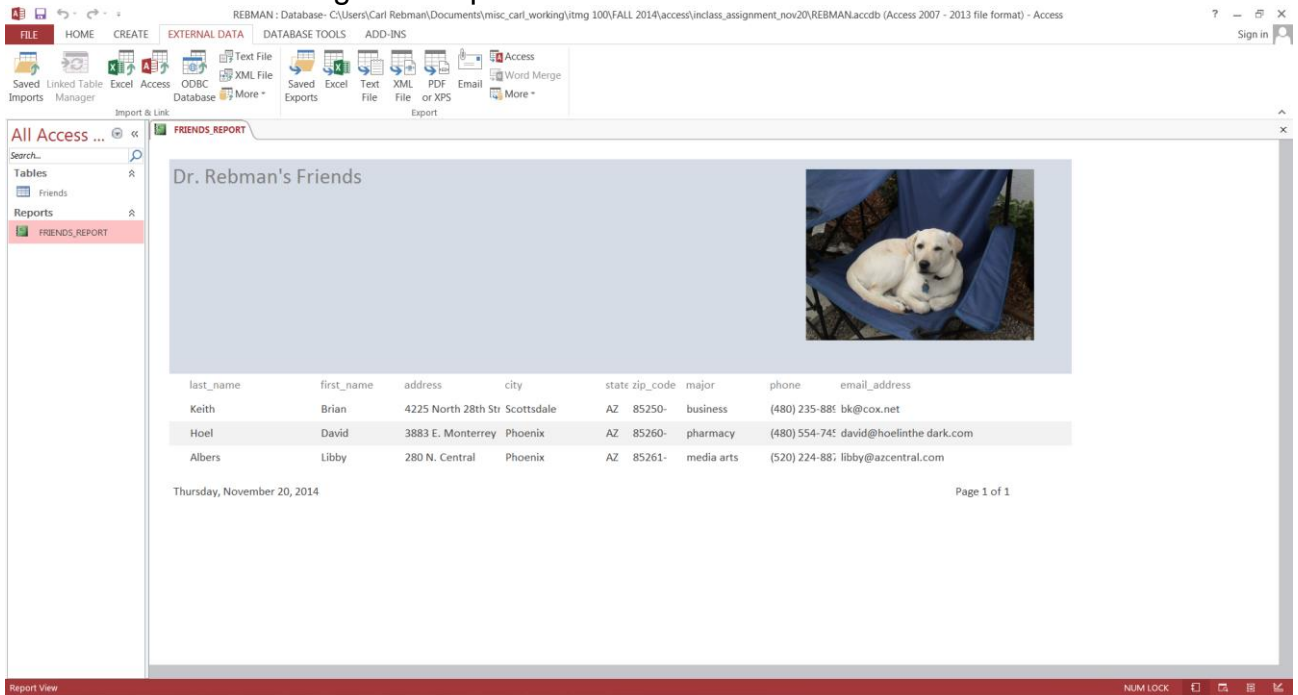 REBMAN : Database- C:\Users\Carl Rebman\Documents\misc_carl_working\itmg 100\FALL 2014\access\inclass_assignment_nov20\REBMAN.accdb (Access 2007 - 2013 file format) - Access
FILE HOME CREATE EXTERNAL DATA DATABASE TOOLS ADD-INS Sign in
Saved Imports
Linked Table Manager
Excel
Access
ODBC Database
Text File
XML File
More
Saved Exports
Excel
Text File
XML File
PDF or XPS
Email
Access
Word Merge
More
Import & Link
Export
All Access ...
Search...
Tables
Friends
Reports
FRIENDS_REPORT
FRIENDS_REPORT
Dr. Rebman's Friends
last_name first_name address city state zip_code major phone email_address
Keith Brian 4225 North 28th Str Scottsdale AZ 85250- business (480) 235-889 bk@cox.net
Hoel David 3883 E. Monterrey Phoenix AZ 85260- pharmacy (480) 554-745 david@hoelinthe dark.com
Albers Libby 280 N. Central Phoenix AZ 85261- media arts (520) 224-887 libby@azcentral.com
Thursday, November 20, 2014 Page 1 of 1
Report View NUM LOCK